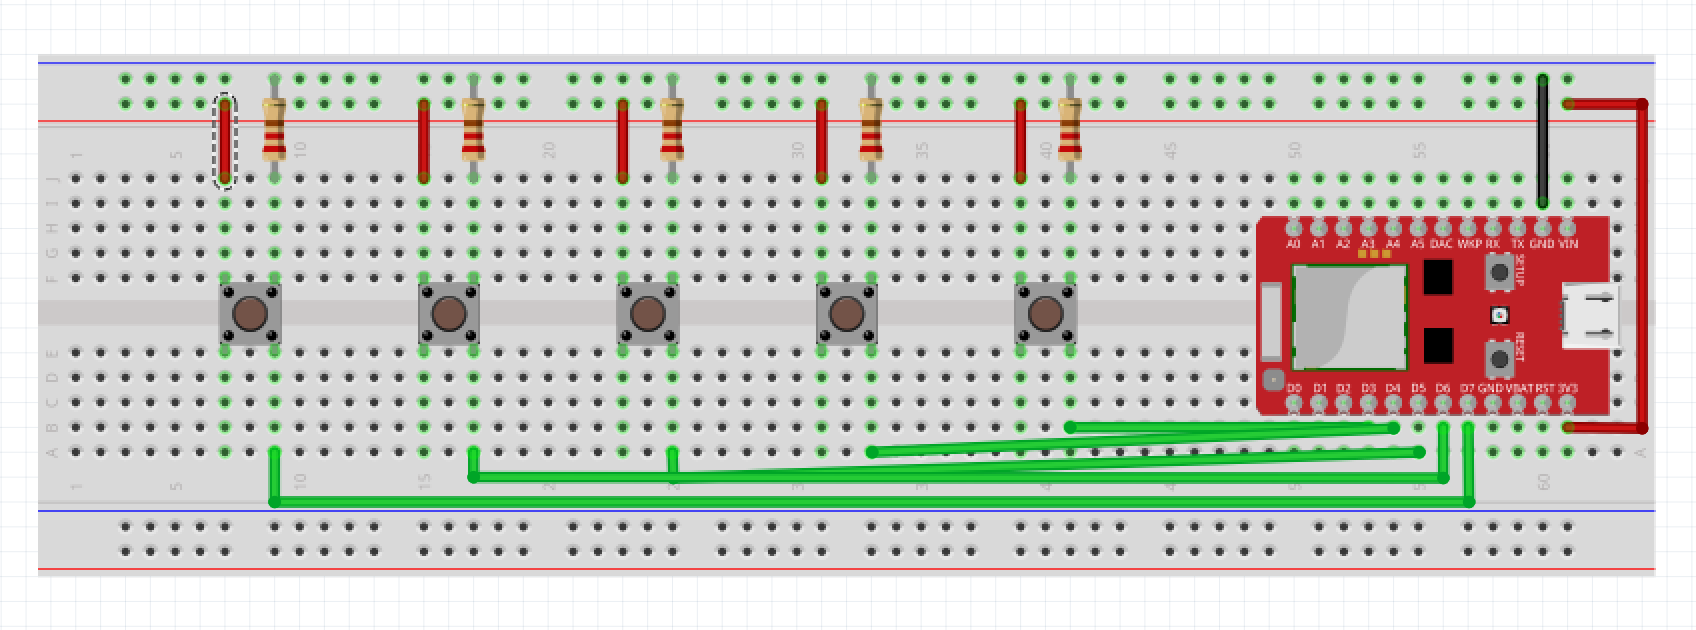 1 5 10 15 20 30 35 40 45 50 55
J
I
H
G
F
A0 A1 A2 A3 A4 A5 DAC WKP RX TX GND VIN
SETUP
RESET
E
D
C
B
A
D0 D1 D2 D3 D4 D5 D6 D7 GND VBAT RST 3V3
A
1 5 10 15 60